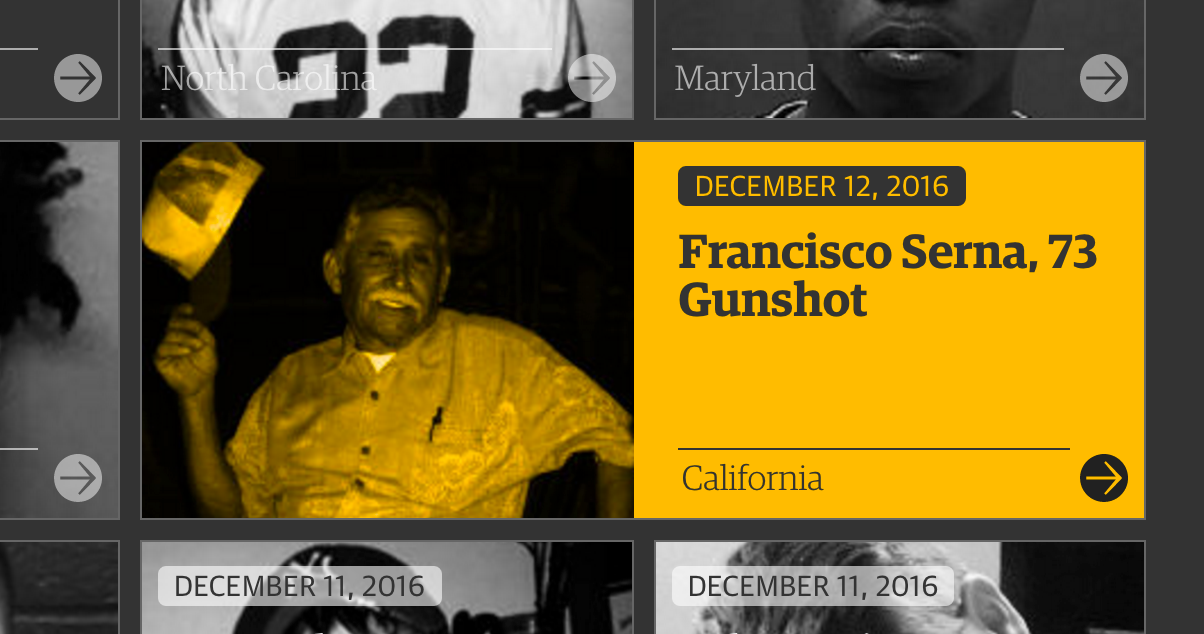 North Carolina
Maryland
DECEMBER 12, 2016
Francisco Serna, 73
Gunshot
California
DECEMBER 11, 2016
DECEMBER 11, 2016